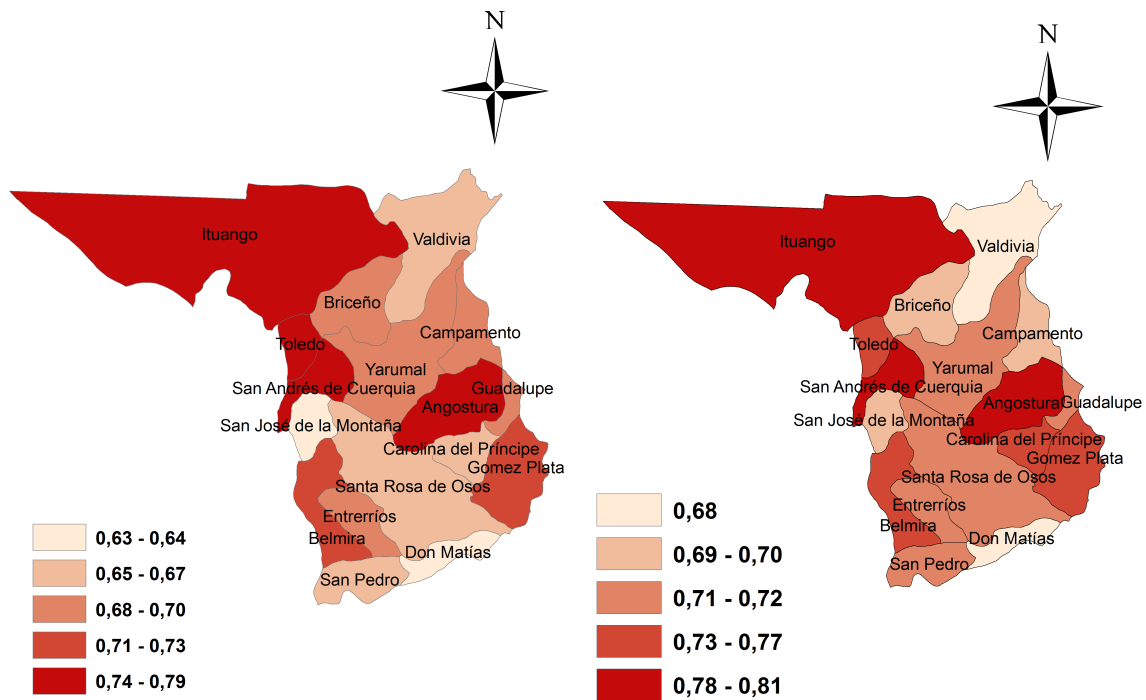 N
Ituango
Valdivia
Briceño
Toledo
Campamento
Yarumal
San Andrés de Cuerquia
Guadalupe
Angostura
San José de la Montaña
Carolina del Príncipe
Gomez Plata
Santa Rosa de Osos
Entrerríos
Belmira
Don Matías
San Pedro
0,63 - 0,64
0,65 - 0,67
0,68 - 0,70
0,71 - 0,73
0,74 - 0,79
N
Ituango
Valdivia
Briceño
Toledo
Campamento
Yarumal
San Andrés de Cuerquia
Angostura
Guadalupe
San José de la Montaña
Carolina del Príncipe
Gomez Plata
Santa Rosa de Osos
Entrerríos
Belmira
Don Matías
San Pedro
0,68
0,69 - 0,70
0,71 - 0,72
0,73 - 0,77
0,78 - 0,81